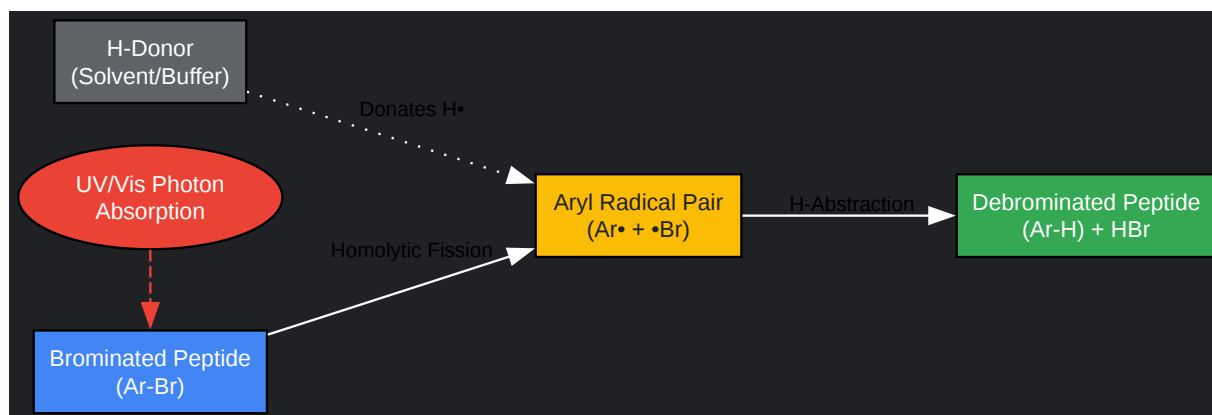 H-Donor
(Solvent/Buffer)
Donates H•
UV/Vis Photon
Absorption
Homolytic Fission
Brominated Peptide
(Ar-Br)
Aryl Radical Pair
(Ar• + •Br)
H-Abstraction
Debrominated Peptide
(Ar-H) + HBr